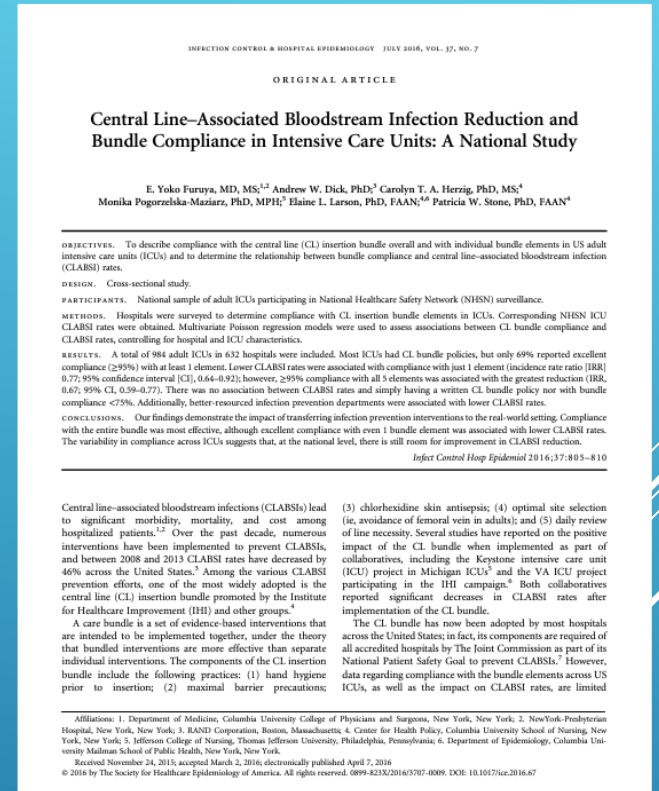 INFECTION CONTROL & HOSPITAL EPIDEMIOLOGY JULY 2016, VOL. 37, NO. 7
ORIGINAL ARTICLE
Central Line–Associated Bloodstream Infection Reduction and
Bundle Compliance in Intensive Care Units: A National Study
E. Yoko Furuya, MD, MS;1,2 Andrew W. Dick, PhD;3 Carolyn T. A. Herzig, PhD, MS;4
Monika Pogorzelska-Maziarz, PhD, MPH;5 Elaine L. Larson, PhD, FAAN;4,6 Patricia W. Stone, PhD, FAAN4
OBJECTIVES. To describe compliance with the central line (CL) insertion bundle overall and with individual bundle elements in US adult
intensive care units (ICUs) and to determine the relationship between bundle compliance and central line–associated bloodstream infection
(CLABSI) rates.
DESIGN. Cross-sectional study.
PARTICIPANTS. National sample of adult ICUs participating in National Healthcare Safety Network (NHSN) surveillance.
METHODS. Hospitals were surveyed to determine compliance with CL insertion bundle elements in ICUs. Corresponding NHSN ICU
CLABSI rates were obtained. Multivariate Poisson regression models were used to assess associations between CL bundle compliance and
CLABSI rates, controlling for hospital and ICU characteristics.
RESULTS. A total of 984 adult ICUs in 632 hospitals were included. Most ICUs had CL bundle policies, but only 69% reported excellent
compliance (≥95%) with at least 1 element. Lower CLABSI rates were associated with compliance with just 1 element (incidence rate ratio [IRR]
0.77; 95% confidence interval [CI], 0.64–0.92); however, ≥95% compliance with all 5 elements was associated with the greatest reduction (IRR,
0.67; 95% CI, 0.59–0.77). There was no association between CLABSI rates and simply having a written CL bundle policy nor with bundle
compliance <75%. Additionally, better-resourced infection prevention departments were associated with lower CLABSI rates.
CONCLUSIONS. Our findings demonstrate the impact of transferring infection prevention interventions to the real-world setting. Compliance
with the entire bundle was most effective, although excellent compliance with even 1 bundle element was associated with lower CLABSI rates.
The variability in compliance across ICUs suggests that, at the national level, there is still room for improvement in CLABSI reduction.
Infect Control Hosp Epidemiol 2016;37:805–810
Central line–associated bloodstream infections (CLABSIs) lead
to significant morbidity, mortality, and cost among
hospitalized patients.1,2 Over the past decade, numerous
interventions have been implemented to prevent CLABSIs,
and between 2008 and 2013 CLABSI rates have decreased by
46% across the United States.3 Among the various CLABSI
prevention efforts, one of the most widely adopted is the
central line (CL) insertion bundle promoted by the Institute
for Healthcare Improvement (IHI) and other groups.4
A care bundle is a set of evidence-based interventions that
are intended to be implemented together, under the theory
that bundled interventions are more effective than separate
individual interventions. The components of the CL insertion
bundle include the following practices: (1) hand hygiene
prior to insertion; (2) maximal barrier precautions;
(3) chlorhexidine skin antisepsis; (4) optimal site selection
(ie, avoidance of femoral vein in adults); and (5) daily review
of line necessity. Several studies have reported on the positive
impact of the CL bundle when implemented as part of
collaboratives, including the Keystone intensive care unit
(ICU) project in Michigan ICUs5 and the VA ICU project
participating in the IHI campaign.6 Both collaboratives
reported significant decreases in CLABSI rates after
implementation of the CL bundle.
The CL bundle has now been adopted by most hospitals
across the United States; in fact, its components are required of
all accredited hospitals by The Joint Commission as part of its
National Patient Safety Goal to prevent CLABSIs.7 However,
data regarding compliance with the bundle elements across US
ICUs, as well as the impact on CLABSI rates, are limited
Affiliations: 1. Department of Medicine, Columbia University College of Physicians and Surgeons, New York, New York; 2. NewYork-Presbyterian
Hospital, New York, New York; 3. RAND Corporation, Boston, Massachusetts; 4. Center for Health Policy, Columbia University School of Nursing, New
York, New York; 5. Jefferson College of Nursing, Thomas Jefferson University, Philadelphia, Pennsylvania; 6. Department of Epidemiology, Columbia Uni-
versity Mailman School of Public Health, New York, New York.
Received November 24, 2015; accepted March 2, 2016; electronically published April 7, 2016
© 2016 by The Society for Healthcare Epidemiology of America. All rights reserved. 0899-823X/2016/3707-0009. DOI: 10.1017/ice.2016.67